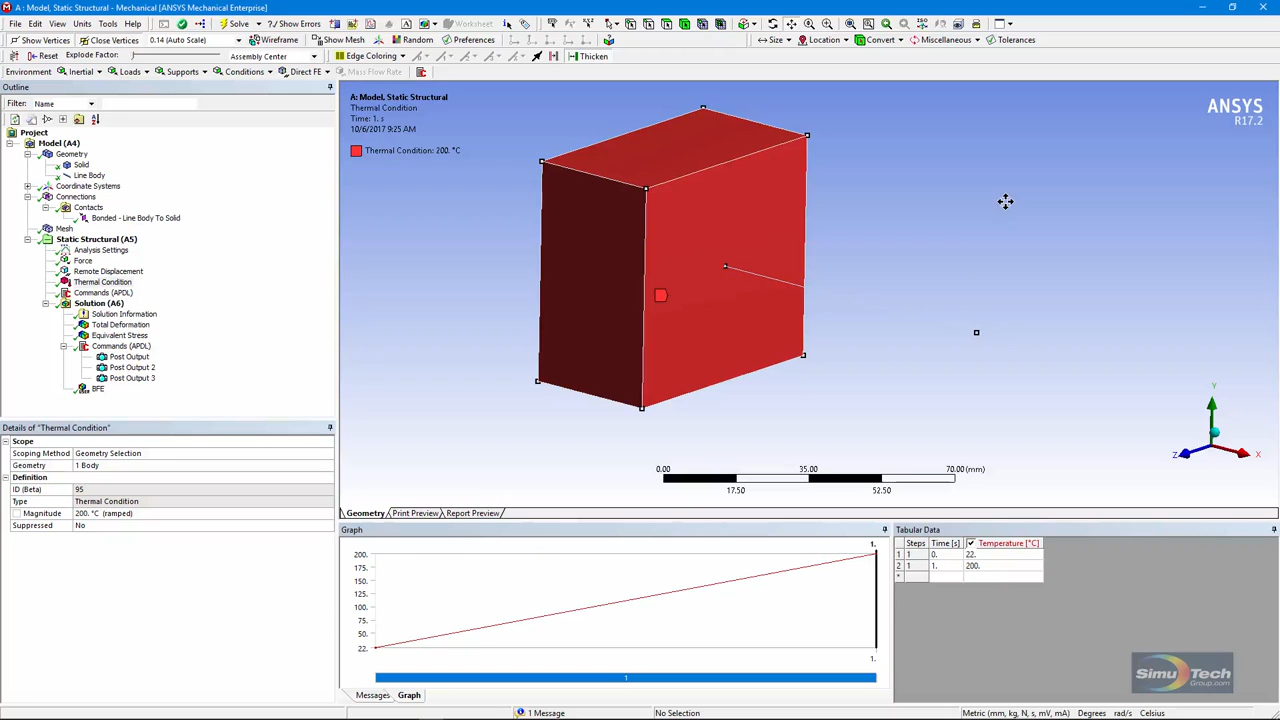 A : Model, Static Structural - Mechanical [ANSYS Mechanical Enterprise]
File Edit View Units Tools Help Solve ?/ Show Errors Worksheet
Show Vertices Close Vertices 0.14 (Auto Scale) Wireframe Show Mesh Random Preferences Size Location Convert Miscellaneous Tolerances
Reset Explode Factor: Assembly Center Edge Coloring Thicken
Environment Inertial Loads Supports Conditions Direct FE Mass Flow Rate
Outline
Filter: Name
Project
Model (A4)
Geometry
Solid
Line Body
Coordinate Systems
Connections
Contacts
Bonded - Line Body To Solid
Mesh
Static Structural (A5)
Analysis Settings
Force
Remote Displacement
Thermal Condition
Commands (APDL)
Solution (A6)
Solution Information
Total Deformation
Equivalent Stress
Commands (APDL)
Post Output
Post Output 2
Post Output 3
BFE
Details of "Thermal Condition"
Scope
Scoping Method Geometry Selection
Geometry 1 Body
Definition
ID (Beta) 95
Type Thermal Condition
Magnitude 200. °C (ramped)
Suppressed No
A: Model, Static Structural
Thermal Condition
Time: 1. s
10/6/2017 9:25 AM
Thermal Condition: 200. °C
ANSYS
R17.2
Y
Z X
0.00 35.00 70.00 (mm)
17.50 52.50
Geometry Print Preview Report Preview
Graph
1.
200.
175.
150.
125.
100.
75.
50.
22.
1.
1
Messages Graph
Tabular Data
Steps Time [s] Temperature [°C]
1 1 0. 22.
2 1 1. 200.
*
SimuTech
Group.com
1 Message No Selection Metric (mm, kg, N, s, mV, mA) Degrees rad/s Celsius